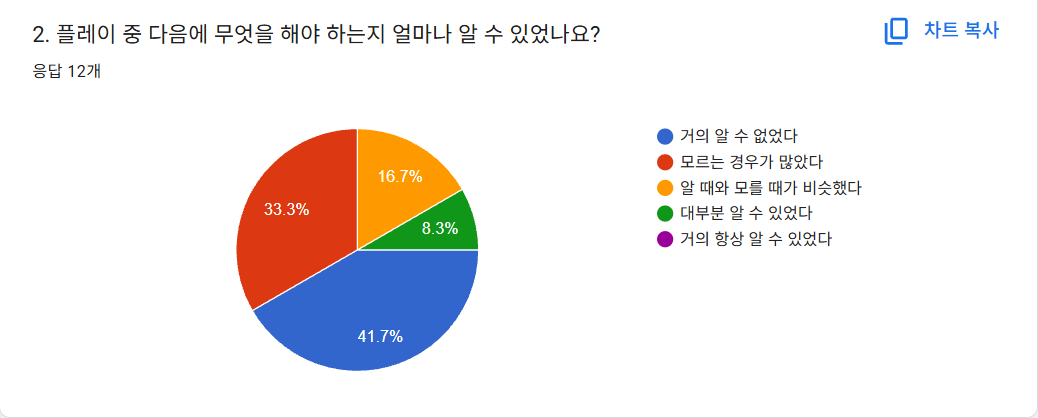 2. 플레이 중 다음에 무엇을 해야 하는지 얼마나 알 수 있었나요?
차트 복사
응답 12개
16.7%
33.3%
8.3%
41.7%
거의 알 수 없었다
모르는 경우가 많았다
알 때와 모를 때가 비슷했다
대부분 알 수 있었다
거의 항상 알 수 있었다